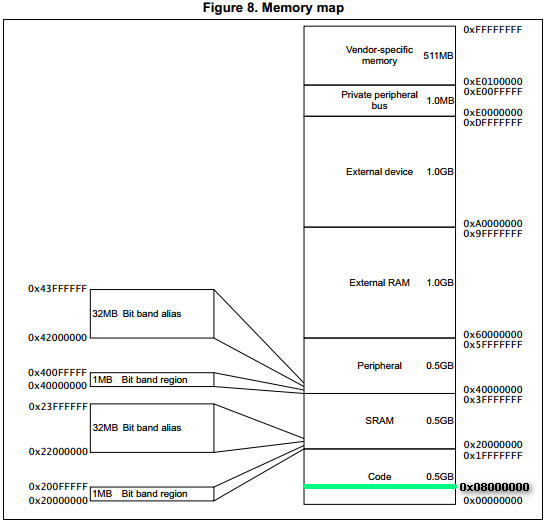 Figure 8. Memory map
0xFFFFFFFF
Vendor-specific
memory
511MB
0xE0100000
0xE00FFFFF
Private peripheral
bus
1.0MB
0xE0000000
0xDFFFFFFF
External device
1.0GB
0xA0000000
0x9FFFFFFF
External RAM
1.0GB
0x60000000
0x5FFFFFFF
Peripheral
0.5GB
0x40000000
0x3FFFFFFF
SRAM
0.5GB
0x20000000
0x1FFFFFFF
Code
0.5GB
0x08000000
0x00000000
0x43FFFFFF
32MB Bit band alias
0x42000000
0x400FFFFF
1MB Bit band region
0x40000000
0x23FFFFFF
32MB Bit band alias
0x22000000
0x200FFFFF
1MB Bit band region
0x20000000